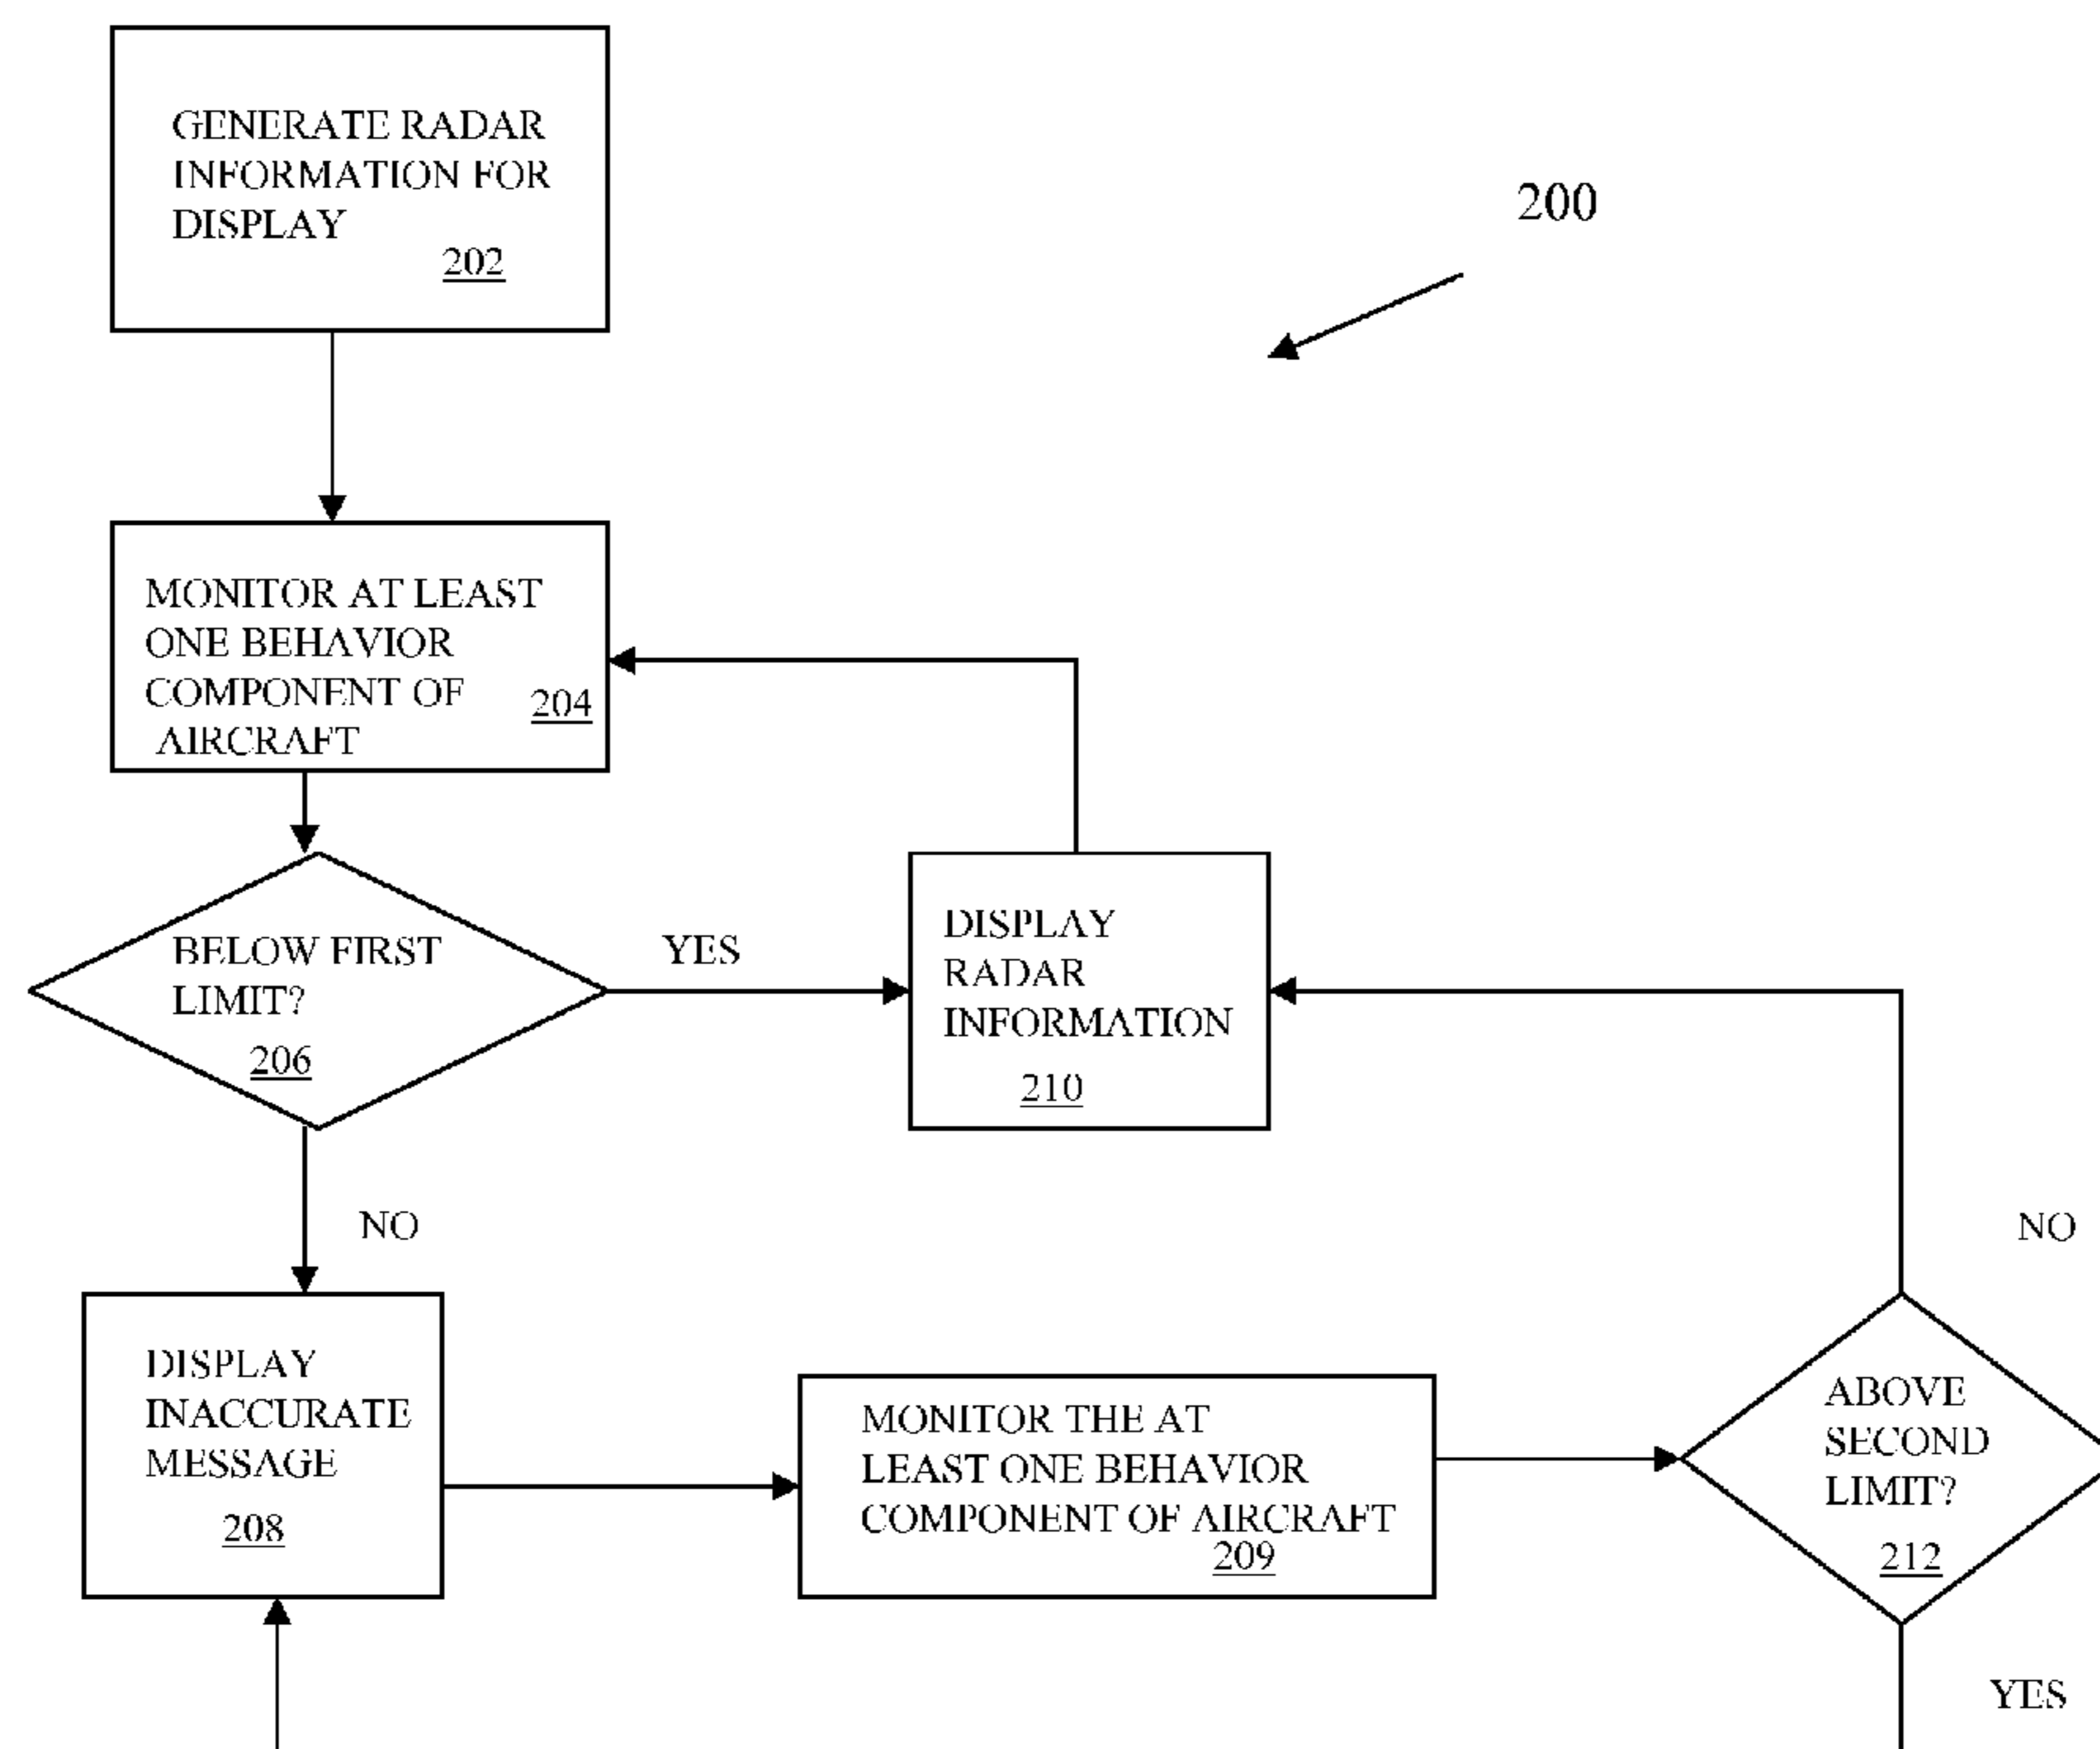 GENERATE RADAR
INFORMATION FOR
DISPLAY
202
200
MONITOR AT LEAST
ONE BEHAVIOR
COMPONENT OF
AIRCRAFT
204
BELOW FIRST
LIMIT?
206
YES
DISPLAY
RADAR
INFORMATION
210
NO
NO
DISPLAY
INACCURATE
MESSAGE
208
MONITOR THE AT
LEAST ONE BEHAVIOR
COMPONENT OF AIRCRAFT
209
ABOVE
SECOND
LIMIT?
212
YES